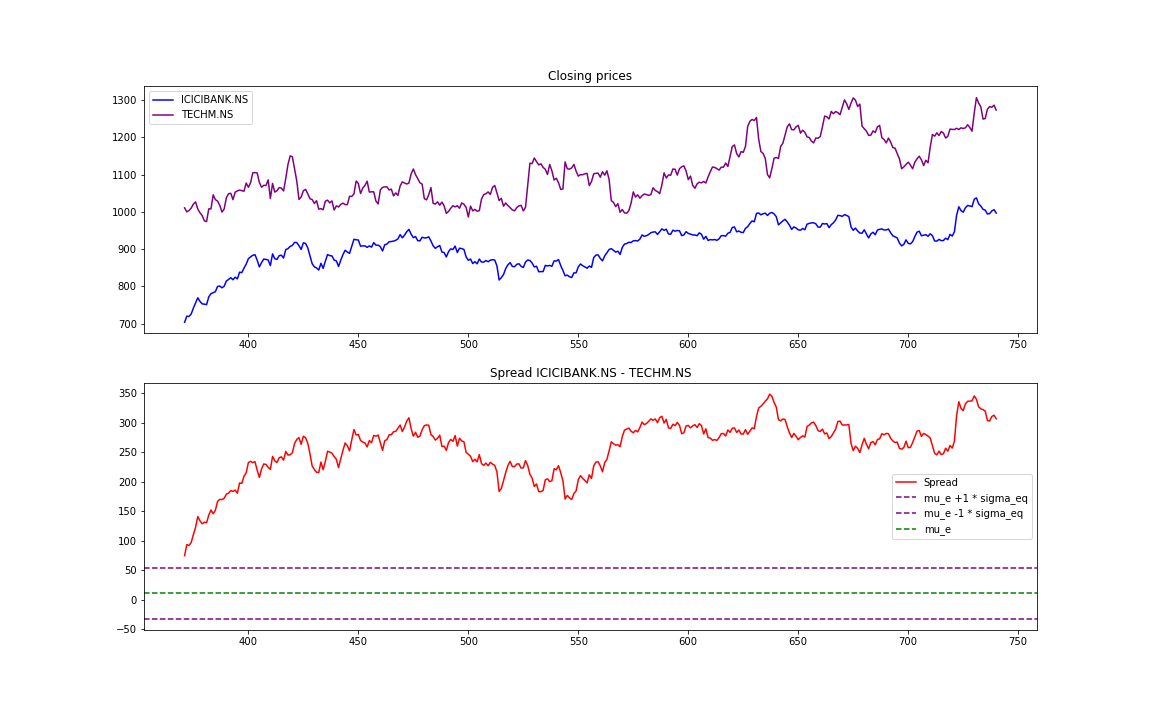 Closing prices
ICICIBANK.NS
TECHM.NS
1300
1200
1100
1000
900
800
700
400 450 500 550 600 650 700 750
Spread ICICIBANK.NS - TECHM.NS
350
300
250
200
150
100
50
0
−50
Spread
mu_e +1 * sigma_eq
mu_e -1 * sigma_eq
mu_e
400 450 500 550 600 650 700 750